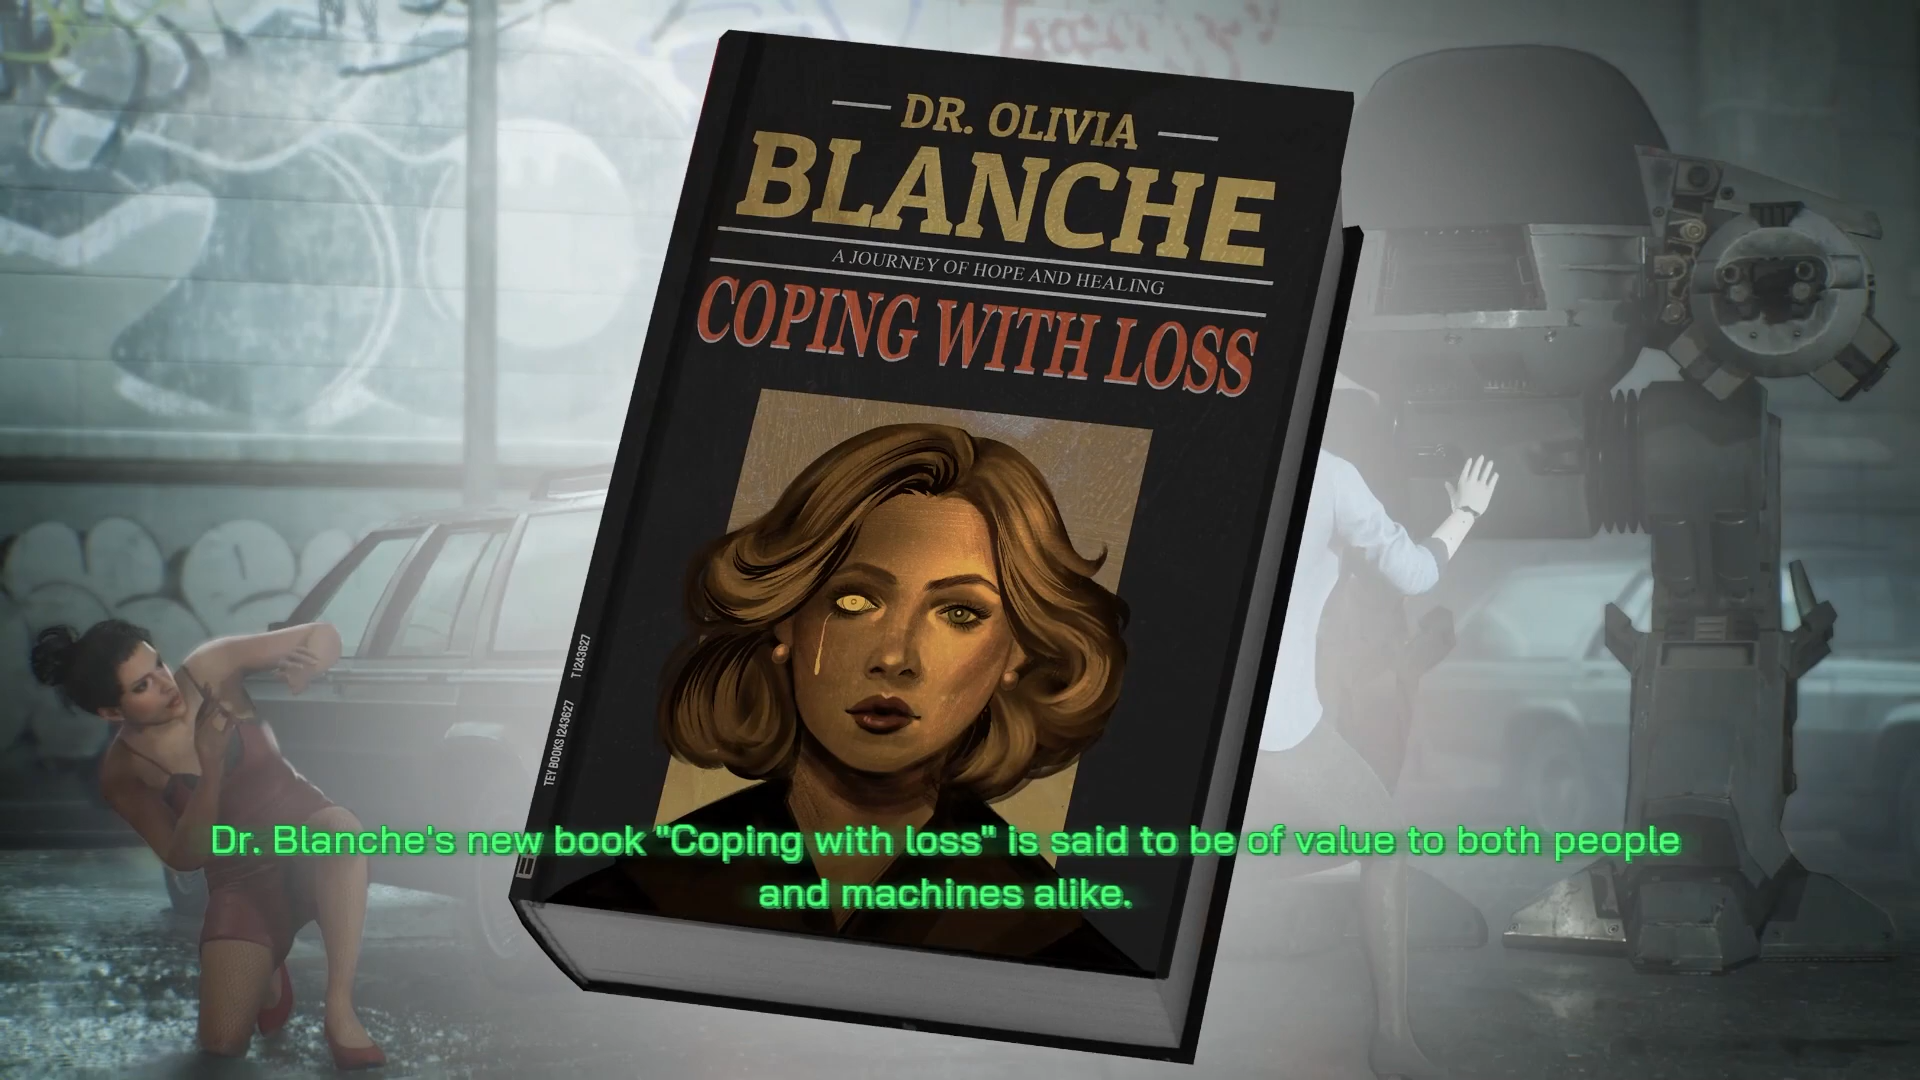 DR. OLIVIA
BLANCHE
A JOURNEY OF HOPE AND HEALING
COPING WITH LOSS
TEY BOOKS 1243627 T1243627
Dr. Blanche's new book "Coping with loss" is said to be of value to both people
and machines alike.